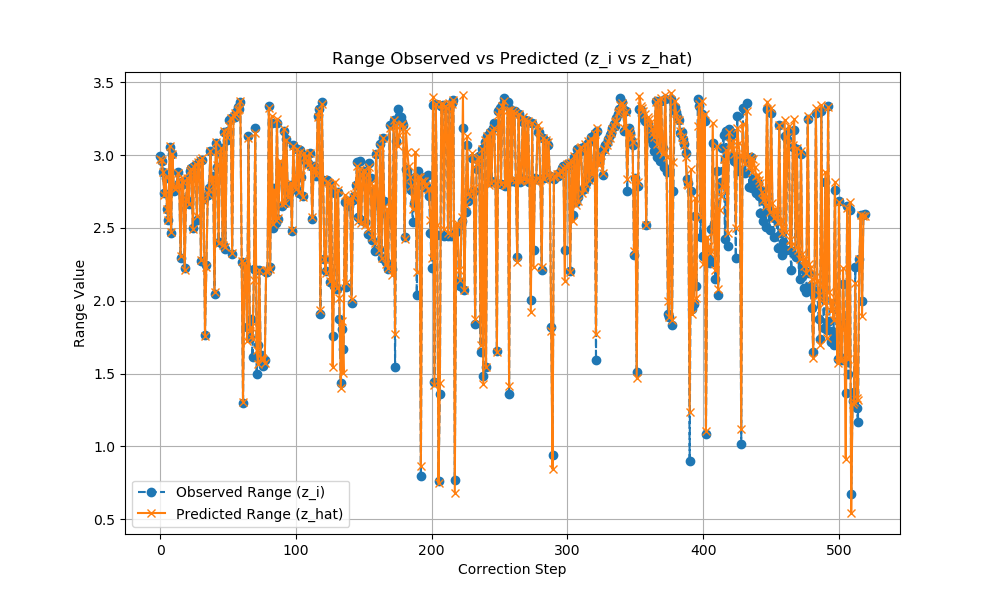 Range Observed vs Predicted (z_i vs z_hat)
3.5
3.0
2.5
2.0
1.5
1.0
0.5
Range Value
Observed Range (z_i)
Predicted Range (z_hat)
0 100 200 300 400 500
Correction Step